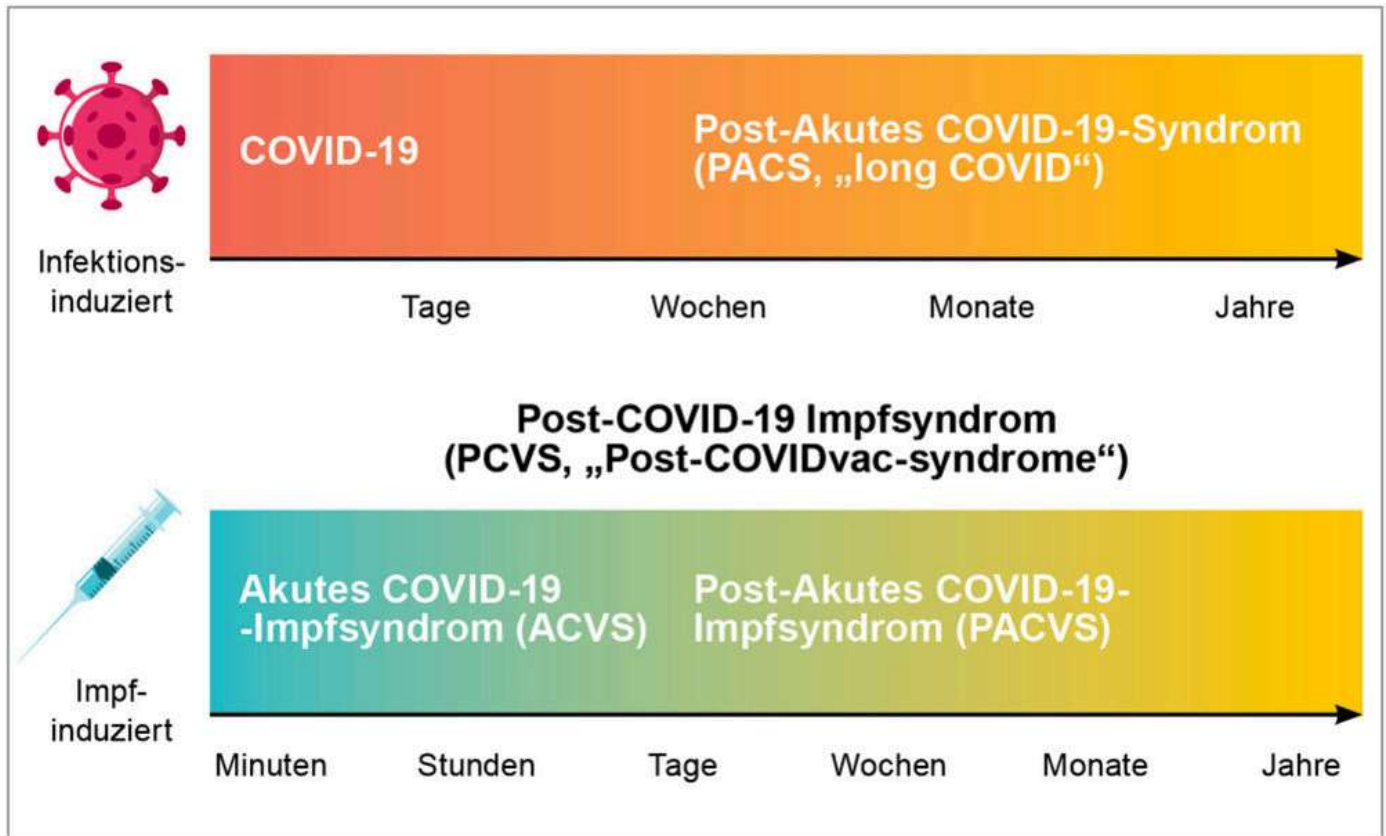 COVID-19
Post-Akutes COVID-19-Syndrom
(PACS, „long COVID“)
Infektions-
induziert
Tage
Wochen
Monate
Jahre
Post-COVID-19 Impfsyndrom
(PCVS, „Post-COVIDvac-syndrome“)
Akutes COVID-19
-Impfsyndrom (ACVS)
Post-Akutes COVID-19-
Impfsyndrom (PACVS)
Impf-
induziert
Minuten
Stunden
Tage
Wochen
Monate
Jahre